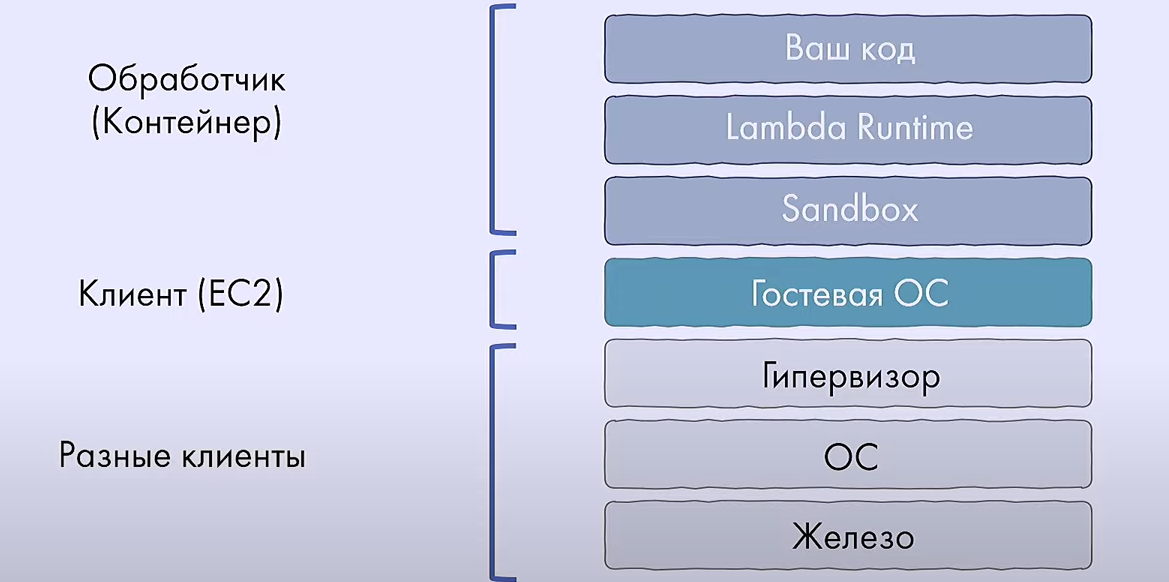 Обработчик
(Контейнер)
Ваш код
Lambda Runtime
Sandbox
Клиент (EC2)
Гостевая ОС
Разные клиенты
Гипервизор
ОС
Железо